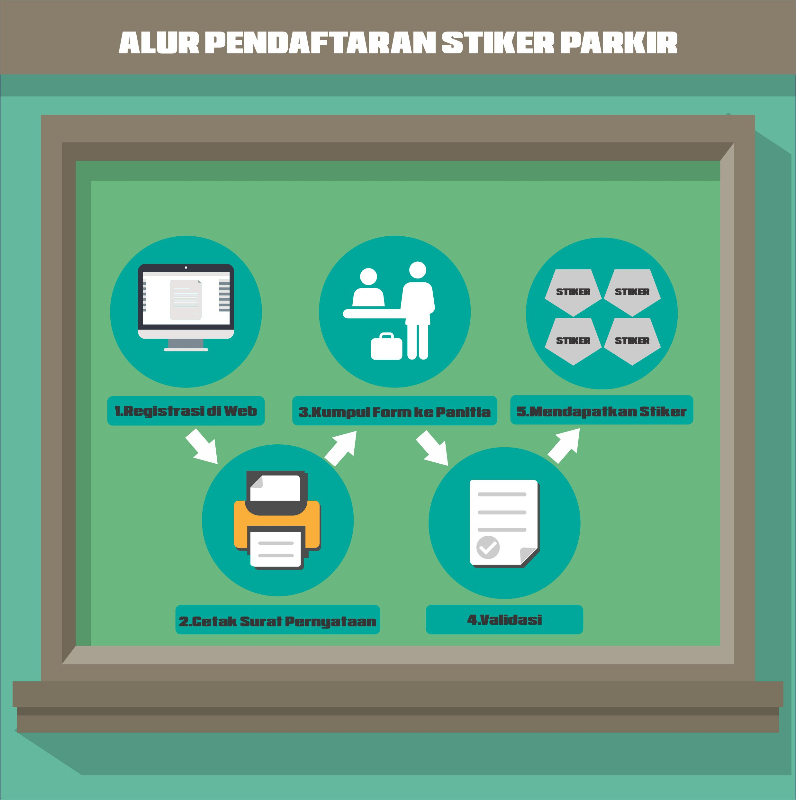 ALUR PENDAFTARAN STIKER PARKIR
STIKER STIKER
STIKER STIKER
1.Registrasi di Web
3.Kumpul Form ke Panitia
5.Mendapatkan Stiker
2.Cetak Surat Pernyataan
4.Validasi